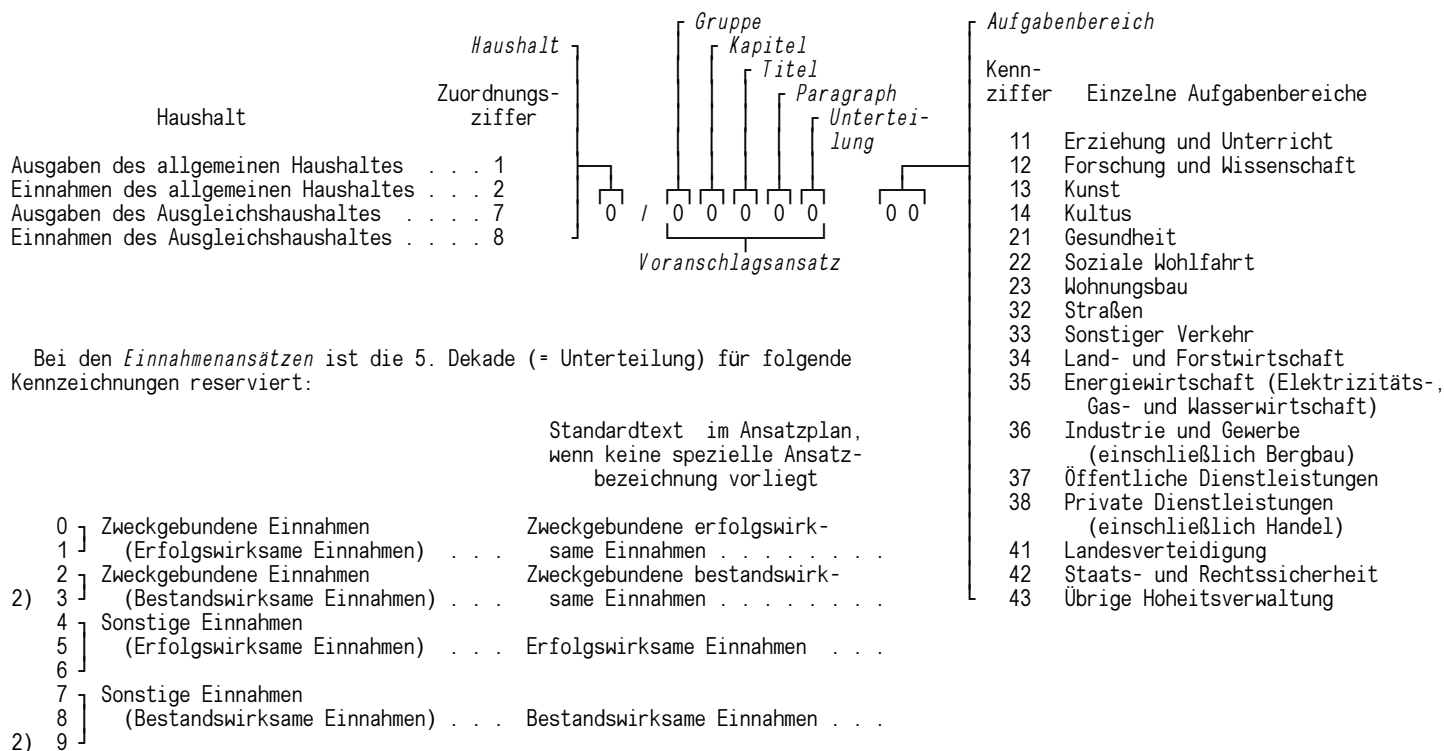 Gruppe
Aufgabenbereich
Haushalt
Kapitel
Titel
Kenn-
Zuordnungs-
Paragraph
ziffer Einzelne Aufgabenbereiche
Haushalt ziffer
Untertei-
lung
11 Erziehung und Unterricht
Ausgaben des allgemeinen Haushaltes . . . 1
12 Forschung und Wissenschaft
Einnahmen des allgemeinen Haushaltes . . . 2
13 Kunst
Ausgaben des Ausgleichshaushaltes . . . . 7
0 / 0 0 0 0 0 0 0
14 Kultus
Einnahmen des Ausgleichshaushaltes . . . . 8
21 Gesundheit
Voranschlagsansatz
22 Soziale Wohlfahrt
23 Wohnungsbau
32 Straßen
33 Sonstiger Verkehr
Bei den Einnahmenansätzen ist die 5. Dekade (= Unterteilung) für folgende
34 Land- und Forstwirtschaft
Kennzeichnungen reserviert:
35 Energiewirtschaft (Elektrizitäts-,
Gas- und Wasserwirtschaft)
Standardtext im Ansatzplan,
36 Industrie und Gewerbe
wenn keine spezielle Ansatz-
(einschließlich Bergbau)
bezeichnung vorliegt
37 Öffentliche Dienstleistungen
38 Private Dienstleistungen
0 Zweckgebundene Einnahmen Zweckgebundene erfolgswirk-
(einschließlich Handel)
1 (Erfolgswirksame Einnahmen) . . . same Einnahmen . . . . . . . .
41 Landesverteidigung
2 Zweckgebundene Einnahmen Zweckgebundene bestandswirk-
42 Staats- und Rechtssicherheit
2) 3 (Bestandswirksame Einnahmen) . . . same Einnahmen . . . . . . . .
43 Übrige Hoheitsverwaltung
4 Sonstige Einnahmen
5 (Erfolgswirksame Einnahmen) . . . Erfolgswirksame Einnahmen . . .
6
7 Sonstige Einnahmen
8 (Bestandswirksame Einnahmen) . . . Bestandswirksame Einnahmen . . .
2) 9